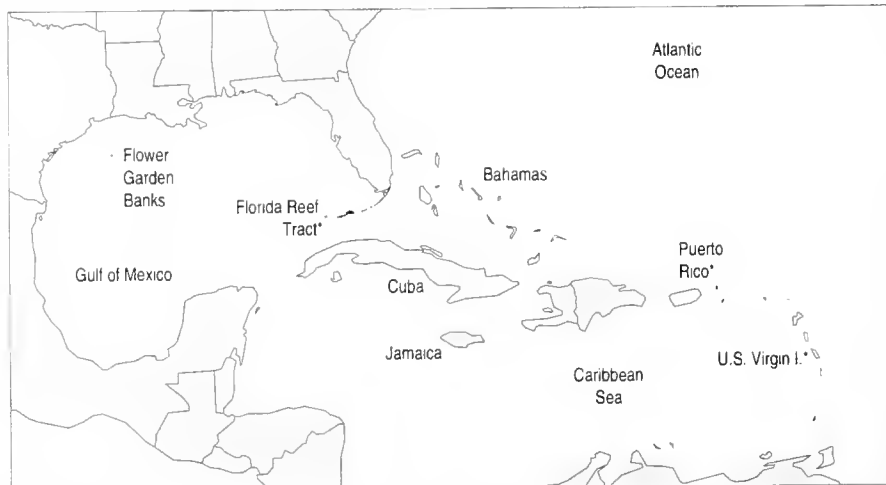 Atlantic
Ocean
Flower
Garden
Banks
Bahamas
Florida Reef
Tract*
Puerto
Rico*
Gulf of Mexico
Cuba
Jamaica
U.S. Virgin I.*
Caribbean
Sea